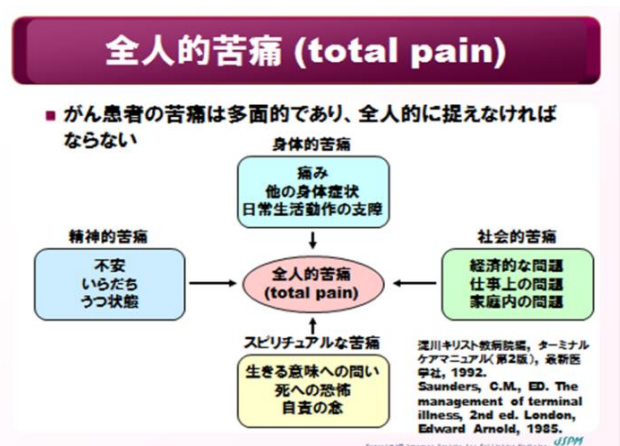 全人的苦痛 (total pain)
がん患者の苦痛は多面的であり、全人的に捉えなければ
ならない
身体的苦痛
痛み
他の身体症状
日常生活動作の支障
精神的苦痛
不安
いらだち
うつ状態
社会的苦痛
経済的な問題
仕事上の問題
家庭内の問題
全人的苦痛
(total pain)
スピリチュアルな苦痛
生きる意味への問い
死への恐怖
自責の念
淀川キリスト教病院編, ターミナル
ケアマニュアル(第2版), 最新医
学社, 1992.
Saunders, C.M., ED. The
management of terminal
illness, 2nd ed. London,
Edward Arnold, 1985.
JSPM